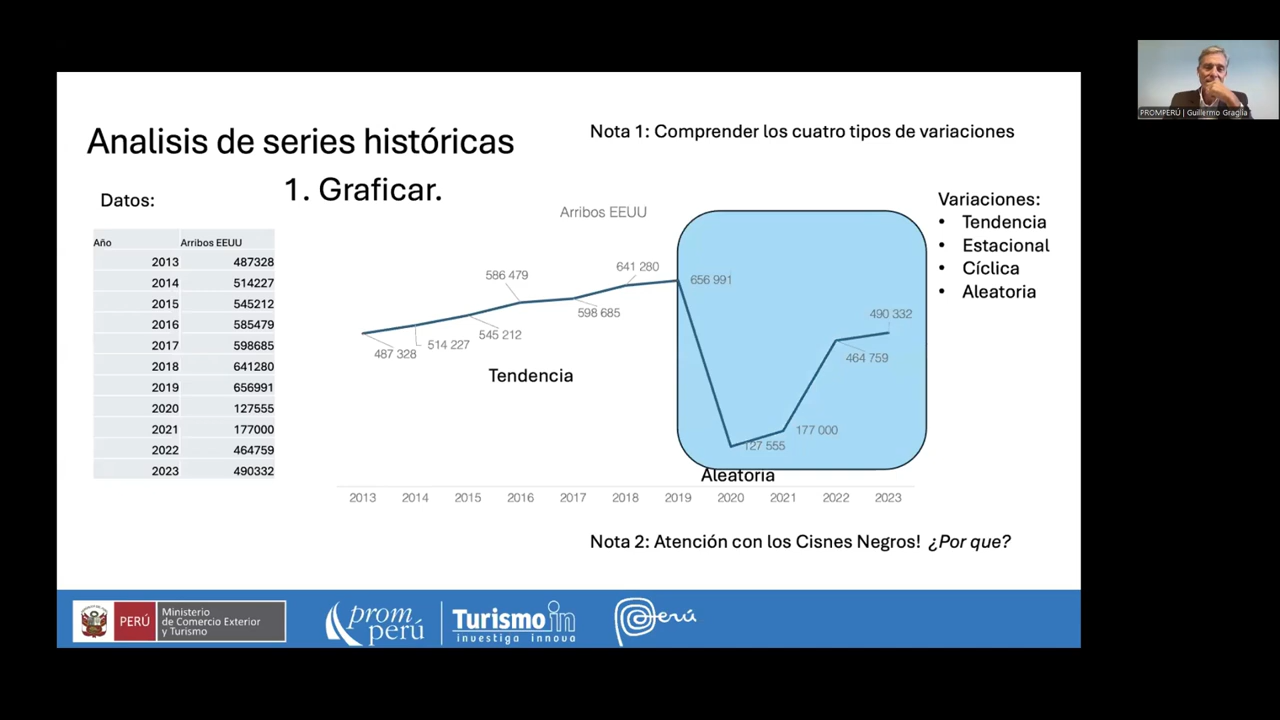 PROMPERÚ | Guillermo Graglia
Analisis de series históricas
Nota 1: Comprender los cuatro tipos de variaciones
1. Graficar.
Datos:
Arribos EEUU
Variaciones:
• Tendencia
• Estacional
• Cíclica
• Aleatoria
Año Arribos EEUU
2013 487328
2014 514227
2015 545212
2016 585479
2017 598685
2018 641280
2019 656991
2020 127555
2021 177000
2022 464759
2023 490332
487 328
514 227
545 212
586 479
598 685
641 280
656 991
127 555
177 000
464 759
490 332
Tendencia
Aleatoria
2013 2014 2015 2016 2017 2018 2019 2020 2021 2022 2023
Nota 2: Atención con los Cisnes Negros! ¿Por que?
PERÚ
Ministerio
de Comercio Exterior
y Turismo
prom
perú
Turismo in
investiga innova
Perú